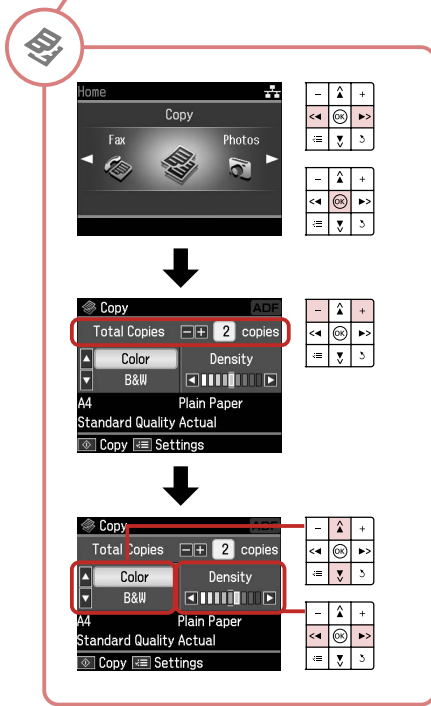 Home
Copy
Fax
Photos
- +
OK
- +
OK
Copy ADF
Total Copies - + 2 copies
Color Density
B&W
A4 Plain Paper
Standard Quality Actual
Copy Settings
- +
OK
Copy ADF
Total Copies - + 2 copies
Color Density
B&W
A4 Plain Paper
Standard Quality Actual
Copy Settings
- +
OK
- +
OK